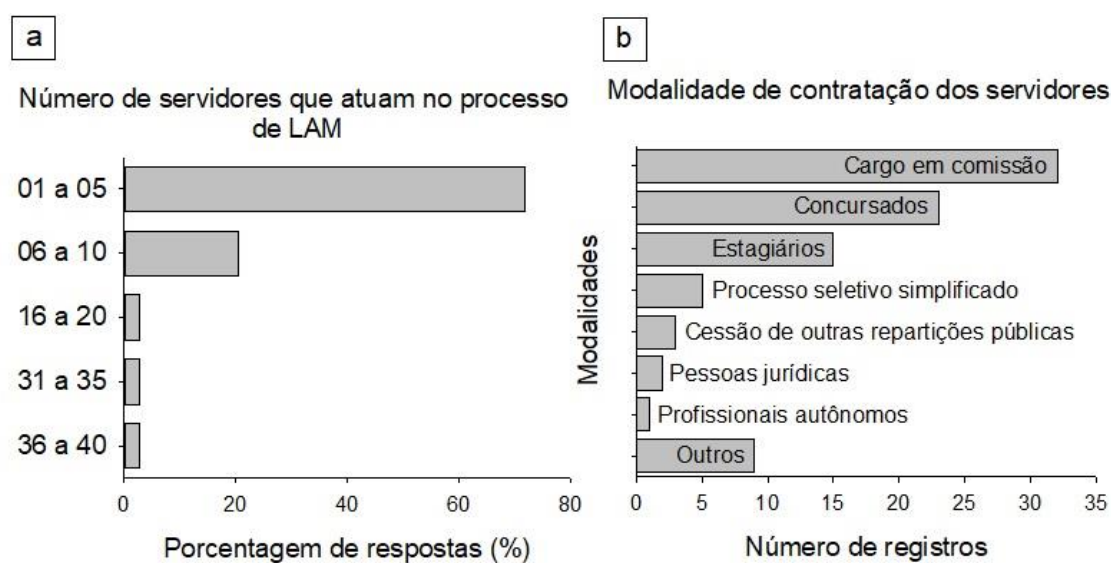 a
Número de servidores que atuam no processo
de LAM
01 a 05
06 a 10
16 a 20
31 a 35
36 a 40
0 20 40 60 80
Porcentagem de respostas (%)
b
Modalidade de contratação dos servidores
Modalidades
Cargo em comissão
Concursados
Estagiários
Processo seletivo simplificado
Cessão de outras repartições públicas
Pessoas jurídicas
Profissionais autônomos
Outros
0 5 10 15 20 25 30 35
Número de registros